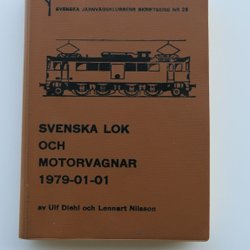 SVENSKA JÄRNVÄGSKLUBBENS SKRIFTSERIE NR 28
SVENSKA LOK
OCH
MOTORVAGNAR
1979-01-01
av Ulf Diehl och Lennart Nilsson